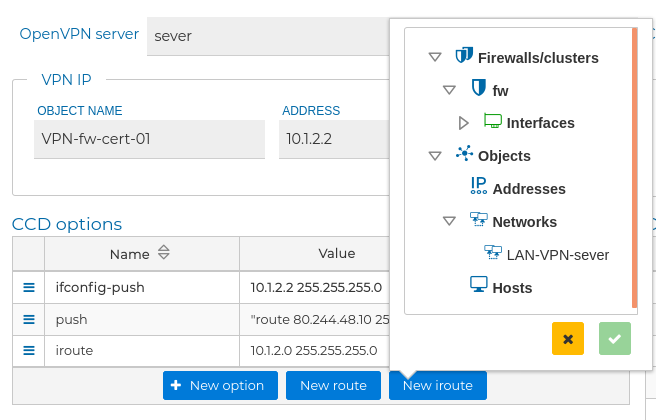 OpenVPN server
sever
VPN IP
OBJECT NAME
ADDRESS
VPN-fw-cert-01
10.1.2.2
CCD options
Name
Value
ifconfig-push
10.1.2.2 255.255.255.0
push
"route 80.244.48.10 25
iroute
10.1.2.0 255.255.255.0
+ New option
New route
New iroute
Firewalls/clusters
fw
Interfaces
Objects
IP Addresses
Networks
LAN-VPN-sever
Hosts